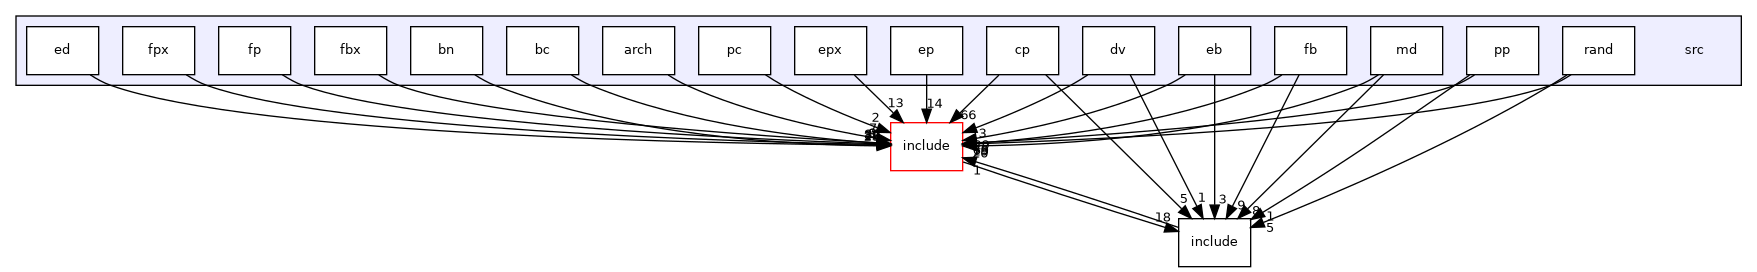 ed fpx fp fbx bn bc arch pc epx ep cp dv eb fb md pp rand src
13 14
66
2
3
include
1
5 1 3 9 8 1
18 5
include